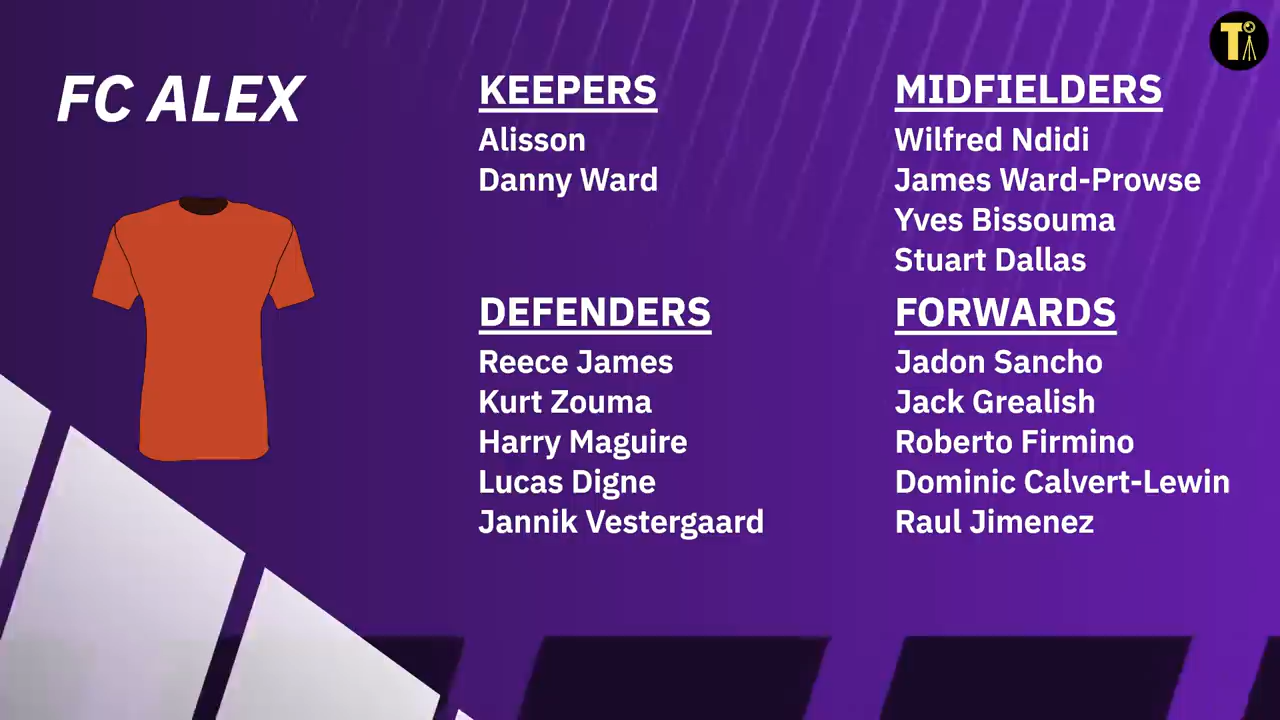 FC ALEX
KEEPERS
Alisson
Danny Ward
DEFENDERS
Reece James
Kurt Zouma
Harry Maguire
Lucas Digne
Jannik Vestergaard
MIDFIELDERS
Wilfred Ndidi
James Ward-Prowse
Yves Bissouma
Stuart Dallas
FORWARDS
Jadon Sancho
Jack Grealish
Roberto Firmino
Dominic Calvert-Lewin
Raul Jimenez
T